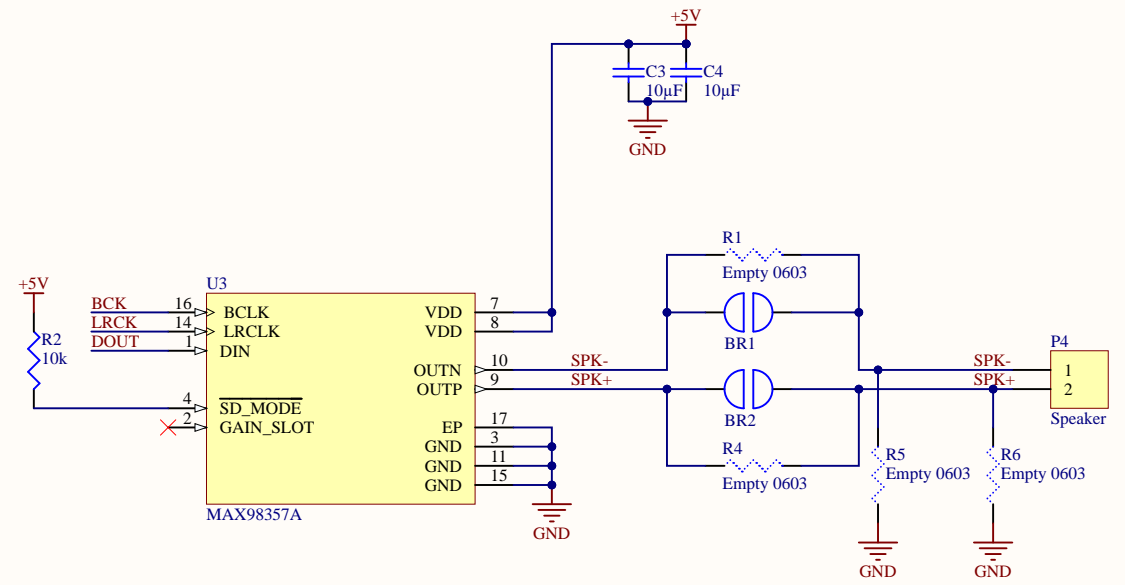 +5V
C3
10µF
C4
10µF
GND
R1
Empty 0603
BR1
BR2
R4
Empty 0603
+5V
R2
10k
U3
BCK
16
BCLK
LRCK
14
LRCLK
DOUT
1
DIN
4
SD_MODE
2
GAIN_SLOT
VDD
7
VDD
8
OUTN
10
SPK-
OUTP
9
SPK+
EP
17
GND
3
GND
11
GND
15
MAX98357A
GND
SPK-
SPK+
P4
1
2
Speaker
R5
Empty 0603
GND
R6
Empty 0603
GND